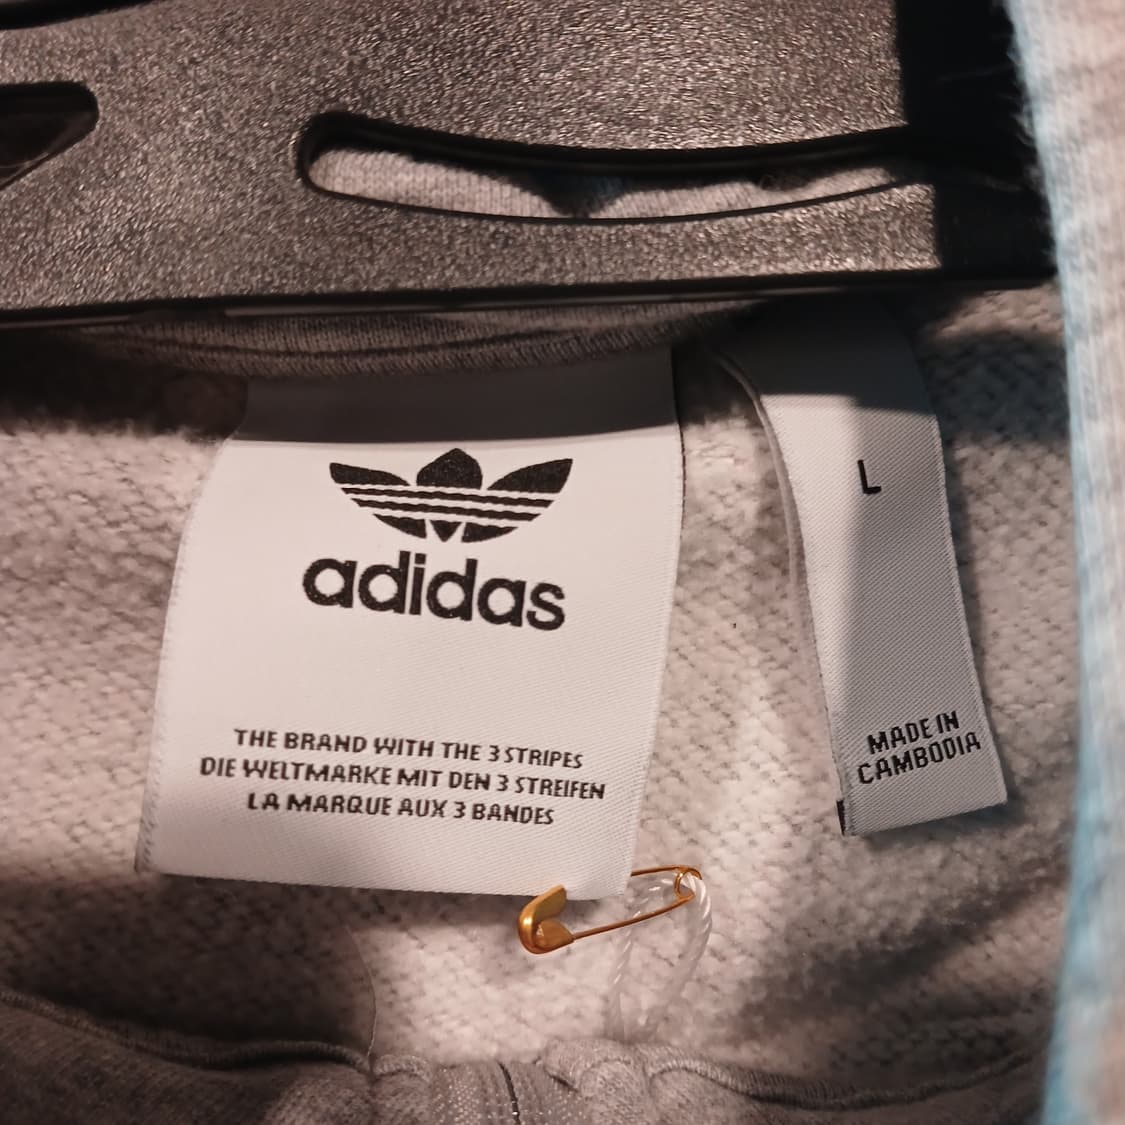 adidas
THE BRAND WITH THE 3 STRIPES
DIE WELTMARKE MIT DEN 3 STREIFEN
LA MARQUE AUX 3 BANDES
L
MADE IN
CAMBODIA